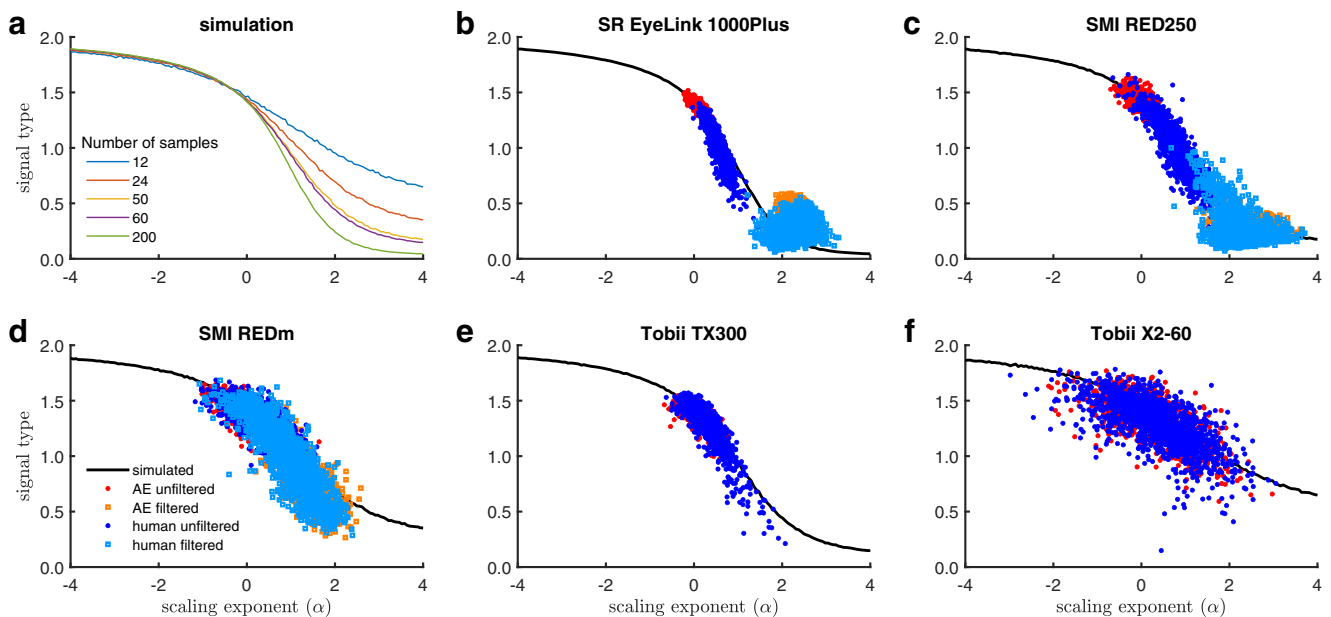 a
simulation
signal type
2.0
1.5
1.0
0.5
0.0
Number of samples
12
24
50
60
200
-4
-2
0
2
4
b
SR EyeLink 1000Plus
2.0
1.5
1.0
0.5
0.0
-4
-2
0
2
4
c
SMI RED250
2.0
1.5
1.0
0.5
0.0
-4
-2
0
2
4
d
SMI REDm
signal type
2.0
1.5
1.0
0.5
0.0
simulated
AE unfiltered
AE filtered
human unfiltered
human filtered
-4
-2
0
2
4
scaling exponent (α)
e
Tobii TX300
2.0
1.5
1.0
0.5
0.0
-4
-2
0
2
4
scaling exponent (α)
f
Tobii X2-60
2.0
1.5
1.0
0.5
0.0
-4
-2
0
2
4
scaling exponent (α)